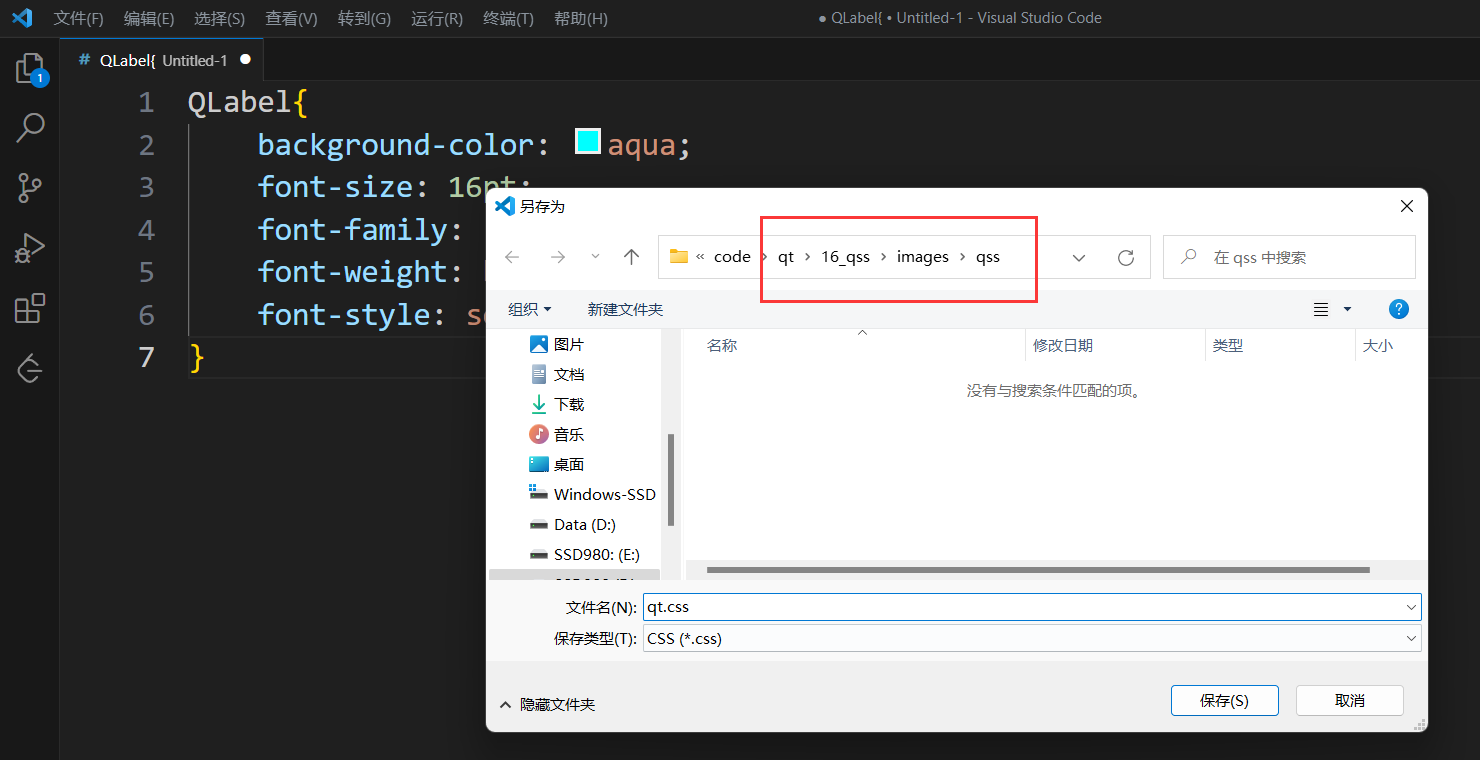 文件(F) 编辑(E) 选择(S) 查看(V) 转到(G) 运行(R) 终端(T) 帮助(H) ● QLabel{ • Untitled-1 - Visual Studio Code
# QLabel{ Untitled-1 ●
1
1 QLabel{
2 background-color: aqua;
3 font-size: 16pt;
4 font-family:
5 font-weight:
6 font-style:
7 }
另存为
« code › qt › 16_qss › images › qss
在 qss 中搜索
组织 新建文件夹
图片
文档
下载
音乐
桌面
Windows-SSD
Data (D:)
SSD980: (E:)
名称 修改日期 类型 大小
没有与搜索条件匹配的项。
文件名(N): qt.css
保存类型(T): CSS (*.css)
隐藏文件夹 保存(S) 取消